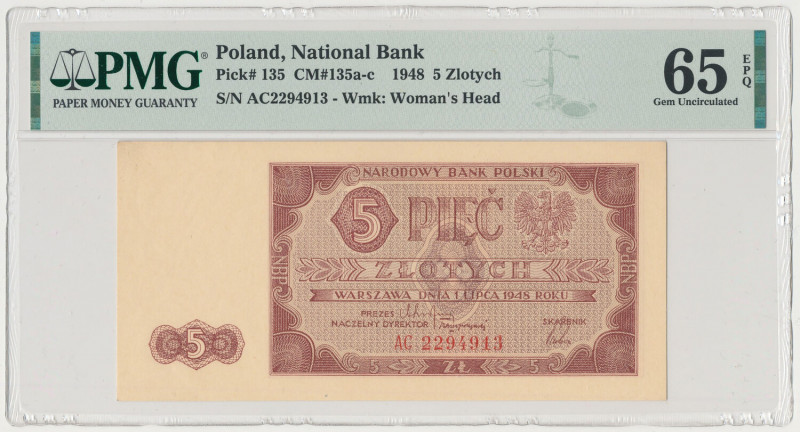 PMG®
PAPER MONEY GUARANTY
Poland, National Bank
Pick# 135 CM#135a-c 1948 5 Zlotych
S/N AC2294913 - Wmk: Woman's Head
65 EPQ
Gem Uncirculated
NARODOWY BANK POLSKI
5 PIĘĆ
ZŁOTYCH
NBP NBP
WARSZAWA DNIA 1 LIPCA 1948 ROKU
PREZES
NACZELNY DYREKTOR
SKARBNIK
AC 2294913
5
5 ZŁ 5